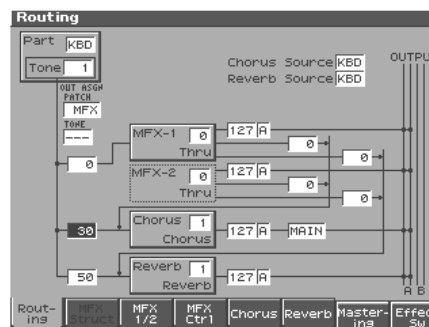 Routing
Part KBD
Tone 1
Chorus Source KBD
Reverb Source KBD
OUTPU
OUT ASGN
PATCH
MFX
TONE
---
MFX-1 0
Thru
127 A
0
0
0
MFX-2 0
Thru
127 A
0
0
30
Chorus 1
Chorus
127 A MAIN
50
Reverb 1
Reverb
127 A
A B
Rout-
ing
MFX
Struct
MFX
1/2
MFX
Ctrl
Chorus
Reverb
Master-
ing
Effec
Sw